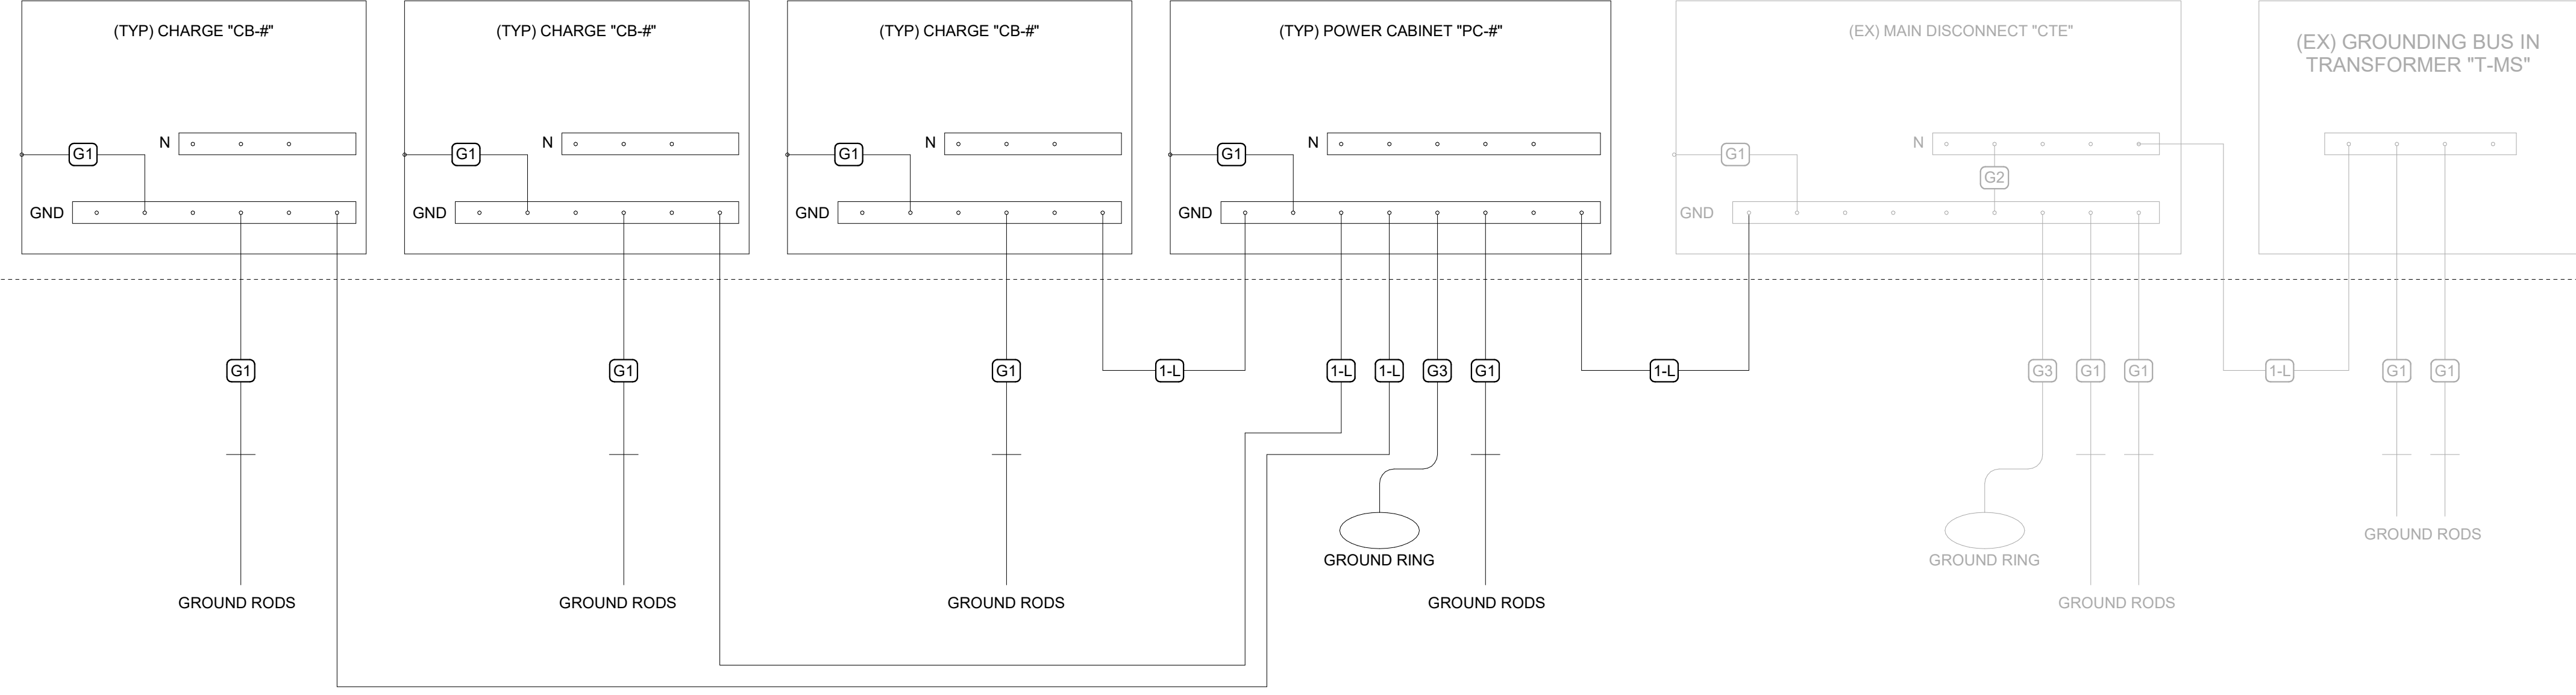 (TYP) CHARGE "CB-#"
(TYP) CHARGE "CB-#"
(TYP) CHARGE "CB-#"
(TYP) POWER CABINET "PC-#"
(EX) MAIN DISCONNECT "CTE"
(EX) GROUNDING BUS IN
TRANSFORMER "T-MS"
N
N
N
N
N
G1
G1
G1
G1
G1
G2
GND
GND
GND
GND
GND
G1
G1
G1
1-L
1-L
1-L
G3
G1
1-L
G3
G1
G1
1-L
G1
G1
GROUND RODS
GROUND RING
GROUND RING
GROUND RODS
GROUND RODS
GROUND RODS
GROUND RODS
GROUND RODS